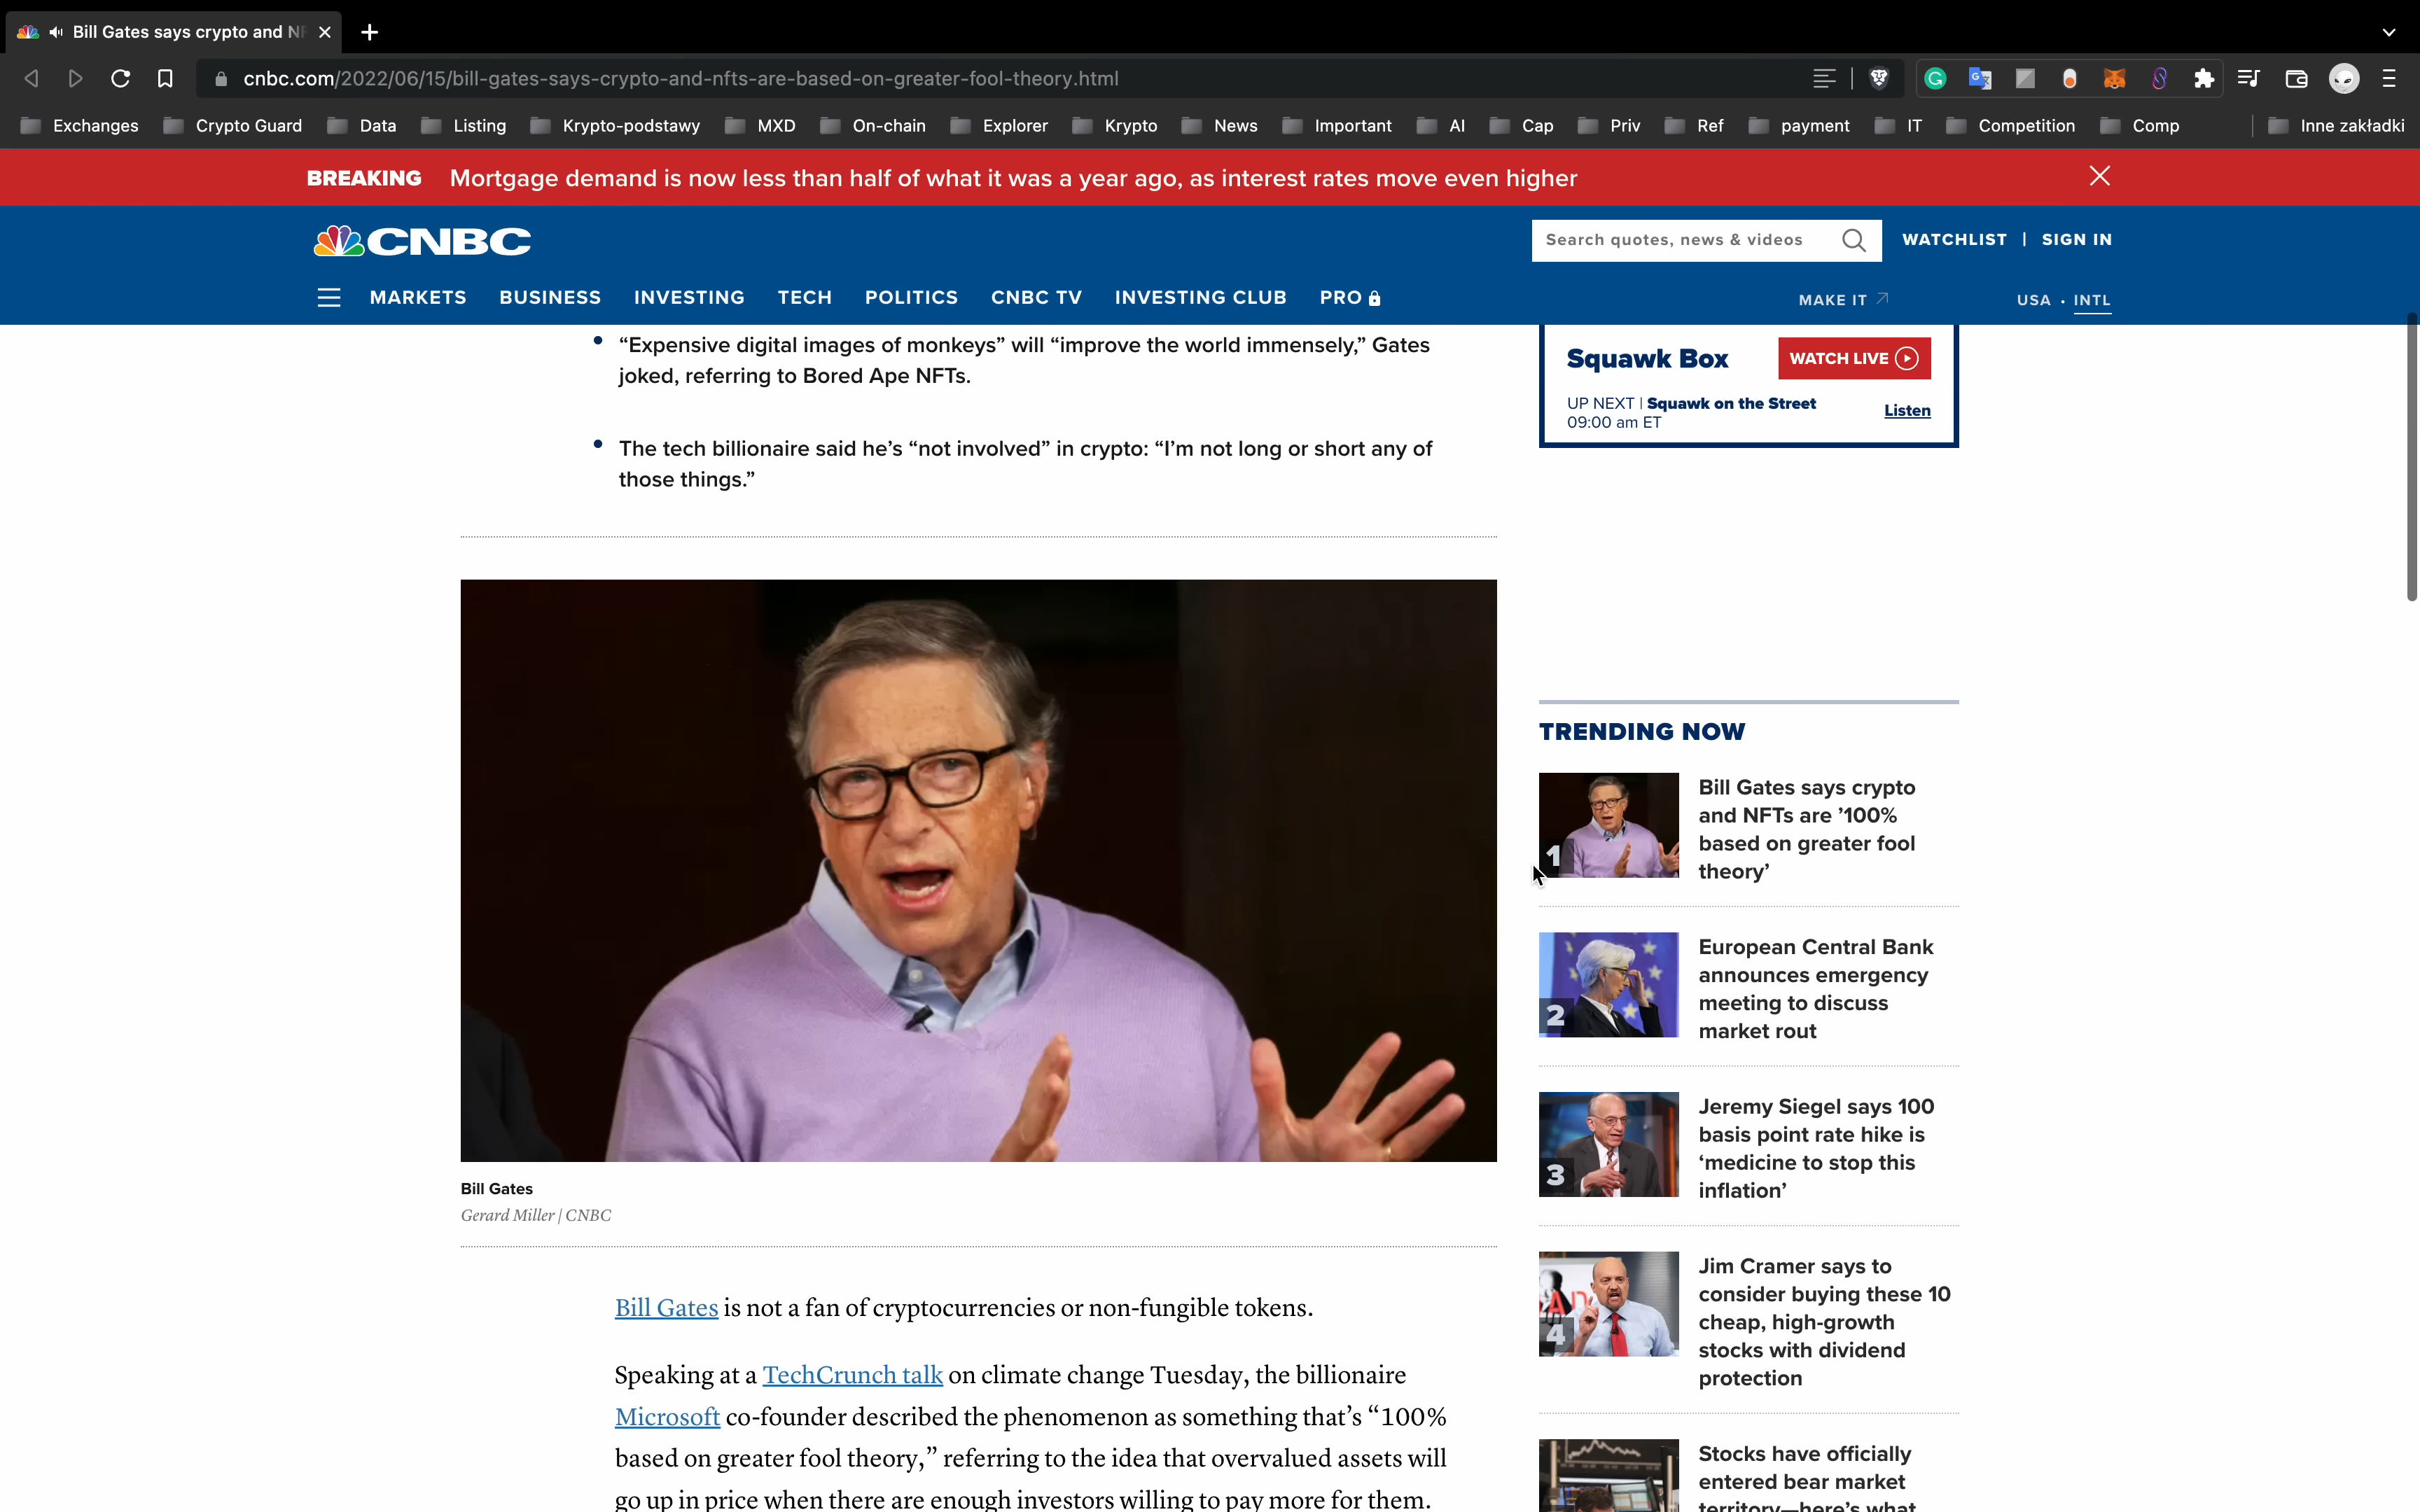 Bill Gates says crypto and NF
cnbc.com/2022/06/15/bill-gates-says-crypto-and-nfts-are-based-on-greater-fool-theory.html
Exchanges Crypto Guard Data Listing Krypto-podstawy MXD On-chain Explorer Krypto News Important AI Cap Priv Ref payment IT Competition Comp Inne zakładki
BREAKING Mortgage demand is now less than half of what it was a year ago, as interest rates move even higher
CNBC
Search quotes, news & videos
WATCHLIST | SIGN IN
MARKETS BUSINESS INVESTING TECH POLITICS CNBC TV INVESTING CLUB PRO
MAKE IT
USA • INTL
“Expensive digital images of monkeys” will “improve the world immensely,” Gates
joked, referring to Bored Ape NFTs.
The tech billionaire said he’s “not involved” in crypto: “I’m not long or short any of
those things.”
Bill Gates
Gerard Miller | CNBC
Bill Gates is not a fan of cryptocurrencies or non-fungible tokens.
Speaking at a TechCrunch talk on climate change Tuesday, the billionaire
Microsoft co-founder described the phenomenon as something that’s “100%
based on greater fool theory,” referring to the idea that overvalued assets will
go up in price when there are enough investors willing to pay more for them.
Squawk Box
WATCH LIVE
UP NEXT | Squawk on the Street
09:00 am ET
Listen
TRENDING NOW
1
Bill Gates says crypto
and NFTs are ’100%
based on greater fool
theory’
2
European Central Bank
announces emergency
meeting to discuss
market rout
3
Jeremy Siegel says 100
basis point rate hike is
‘medicine to stop this
inflation’
4
Jim Cramer says to
consider buying these 10
cheap, high-growth
stocks with dividend
protection
Stocks have officially
entered bear market
territory—here’s what